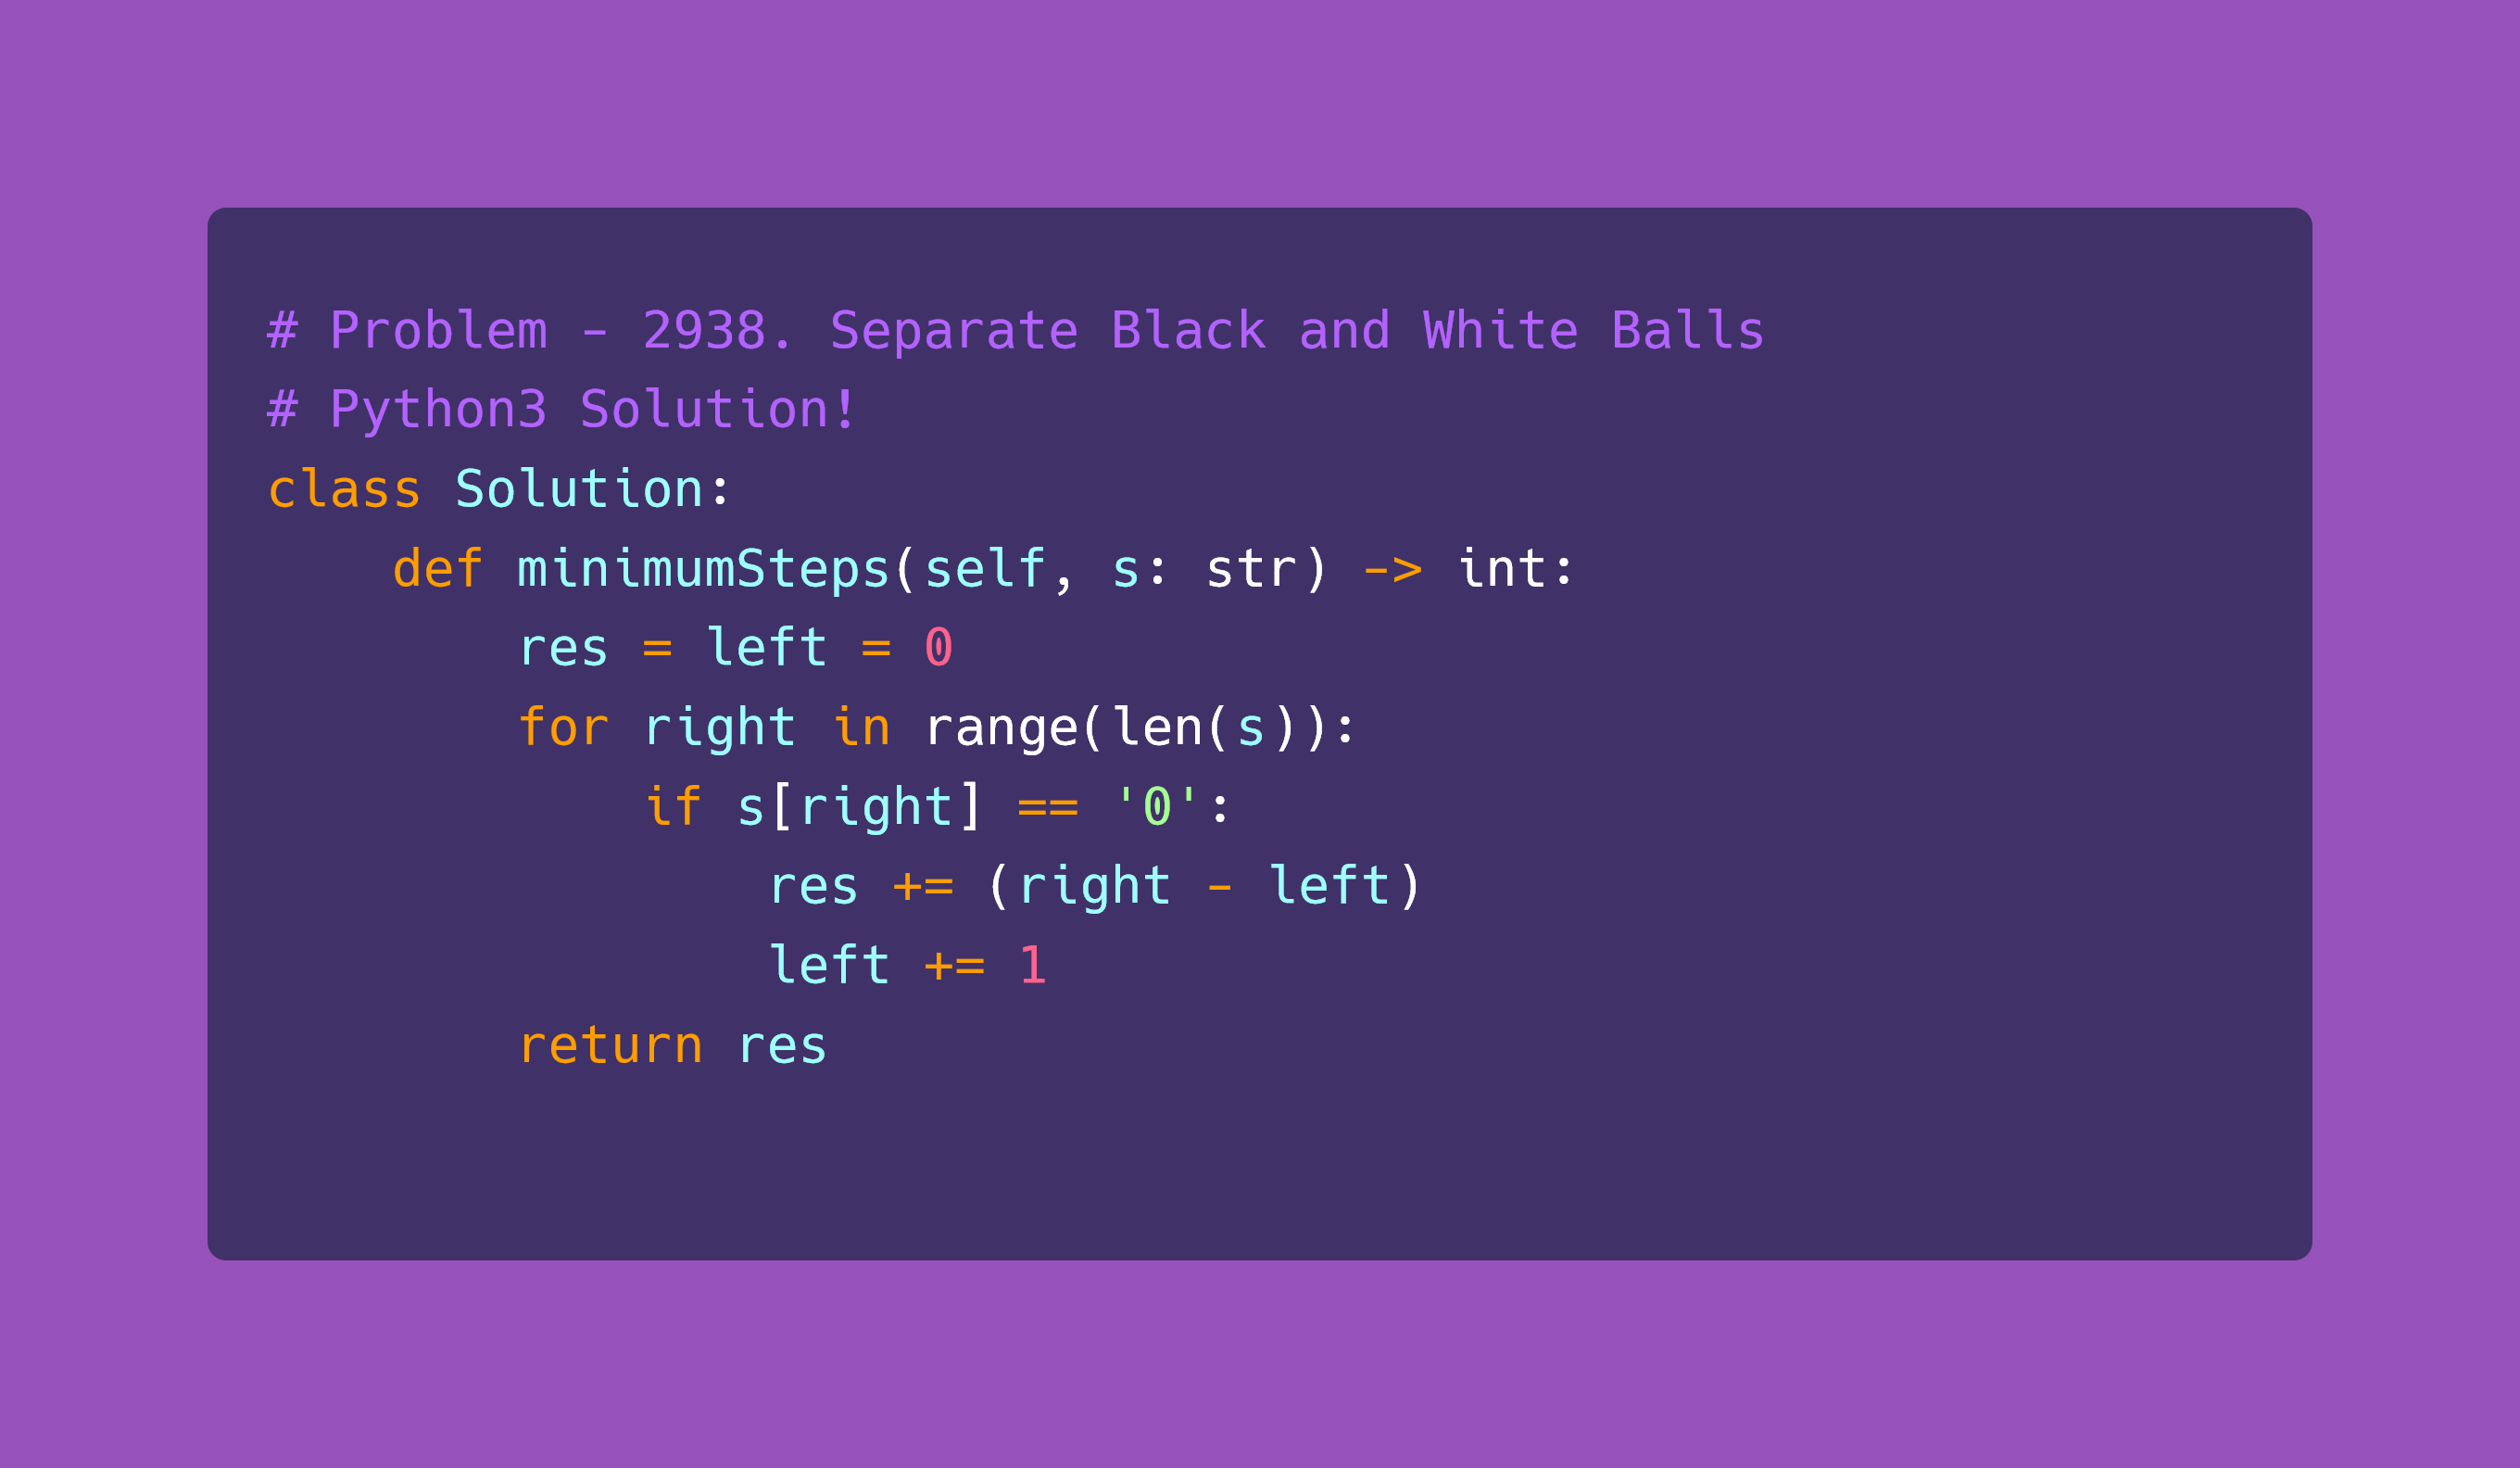 # Problem - 2938. Separate Black and White Balls
# Python3 Solution!
class Solution:
    def minimumSteps(self, s: str) -> int:
        res = left = 0
        for right in range(len(s)):
            if s[right] == '0':
                res += (right - left)
                left += 1
        return res